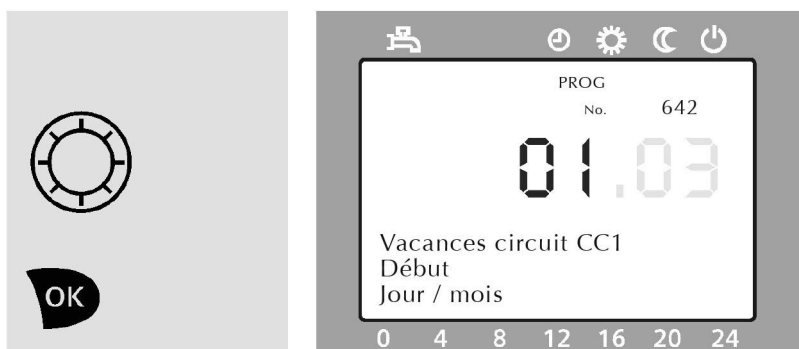 PROG
No. 642
01.03
Vacances circuit CC1
Début
Jour / mois
OK
0 4 8 12 16 20 24